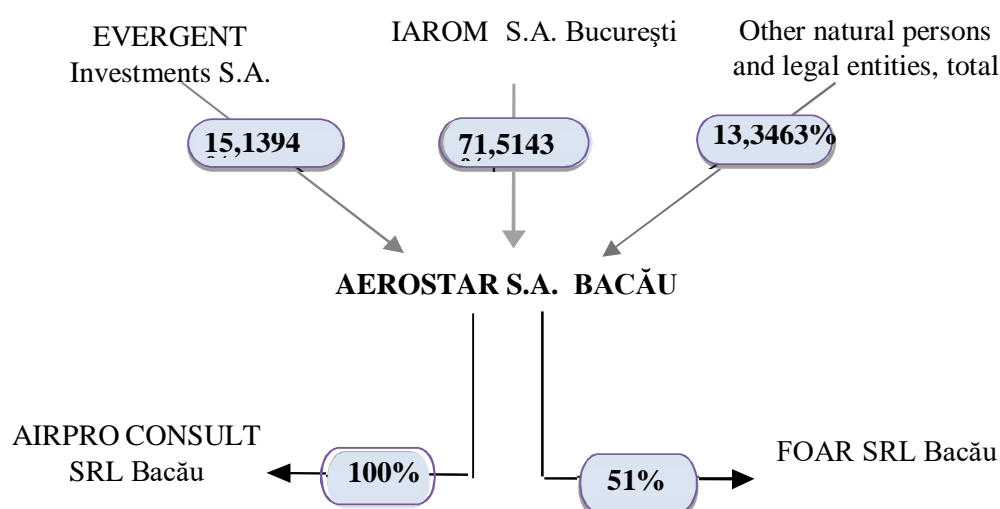 EVERGENT
Investments S.A.
IAROM S.A. Bucureşti
Other natural persons
and legal entities, total
15,1394
71,5143
13,3463%
AEROSTAR S.A. BACĂU
AIRPRO CONSULT
SRL Bacău
100%
51%
FOAR SRL Bacău